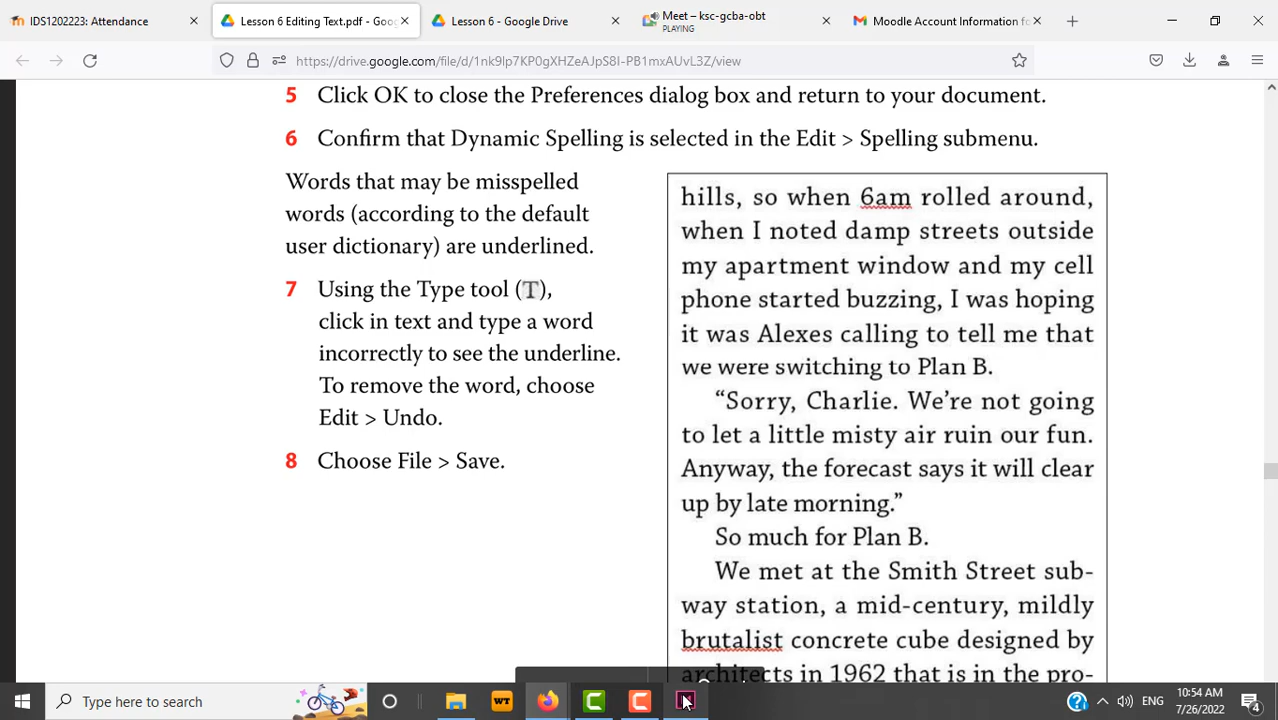 IDS1202223: Attendance
Lesson 6 Editing Text.pdf - Goog
Lesson 6 - Google Drive
Meet – ksc-gcba-obt
PLAYING
Moodle Account Information fo
https://drive.google.com/file/d/1nk9lp7KP0gXHZeAJpS8I-PB1mxAUvL3Z/view
5 Click OK to close the Preferences dialog box and return to your document.
6 Confirm that Dynamic Spelling is selected in the Edit > Spelling submenu.
Words that may be misspelled
words (according to the default
user dictionary) are underlined.
7 Using the Type tool (T),
click in text and type a word
incorrectly to see the underline.
To remove the word, choose
Edit > Undo.
8 Choose File > Save.
hills, so when 6am rolled around,
when I noted damp streets outside
my apartment window and my cell
phone started buzzing, I was hoping
it was Alexes calling to tell me that
we were switching to Plan B.
“Sorry, Charlie. We’re not going
to let a little misty air ruin our fun.
Anyway, the forecast says it will clear
up by late morning.”
So much for Plan B.
We met at the Smith Street sub-
way station, a mid-century, mildly
brutalist concrete cube designed by
architects in 1962 that is in the pro-
Type here to search
WT
ENG
10:54 AM
7/26/2022
4